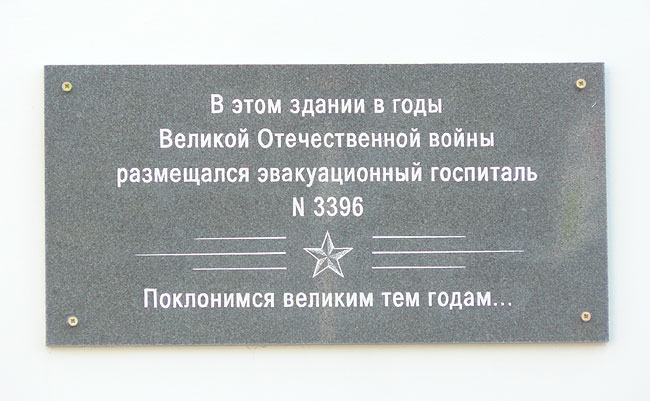 В этом здании в годы
Великой Отечественной войны
размещался эвакуационный госпиталь
N 3396
Поклонимся великим тем годам...